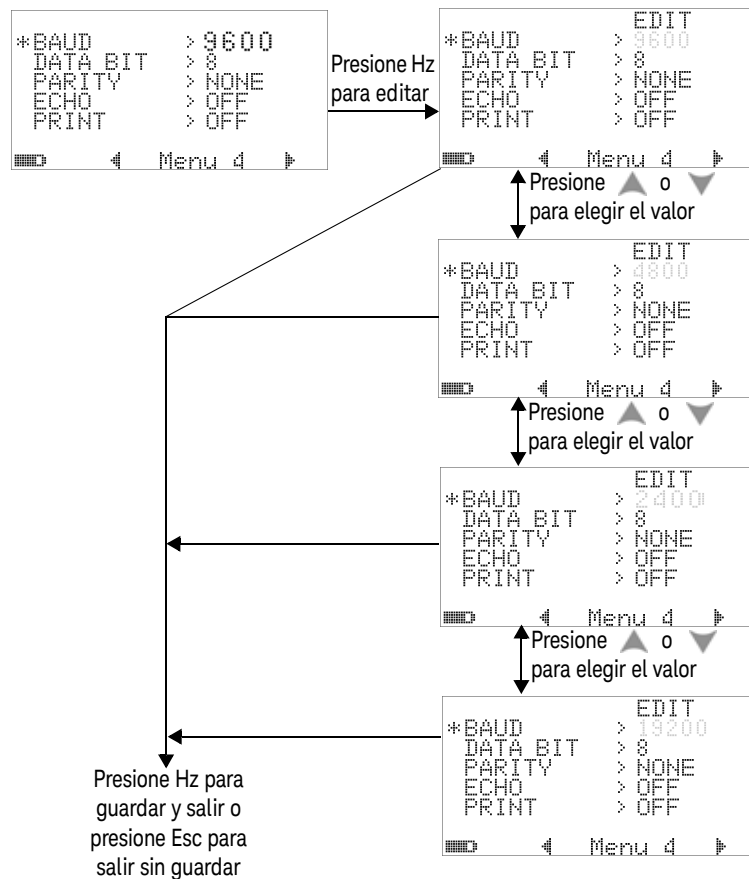 *BAUD > 9600
DATA BIT > 8
PARITY > NONE
ECHO > OFF
PRINT > OFF
Menu 4
Presione Hz
para editar
EDIT
*BAUD > 9600
DATA BIT > 8
PARITY > NONE
ECHO > OFF
PRINT > OFF
Menu 4
Presione o
para elegir el valor
EDIT
*BAUD > 4800
DATA BIT > 8
PARITY > NONE
ECHO > OFF
PRINT > OFF
Menu 4
Presione o
para elegir el valor
EDIT
*BAUD > 2400
DATA BIT > 8
PARITY > NONE
ECHO > OFF
PRINT > OFF
Menu 4
Presione o
para elegir el valor
EDIT
*BAUD > 19200
DATA BIT > 8
PARITY > NONE
ECHO > OFF
PRINT > OFF
Menu 4
Presione Hz para
guardar y salir o
presione Esc para
salir sin guardar